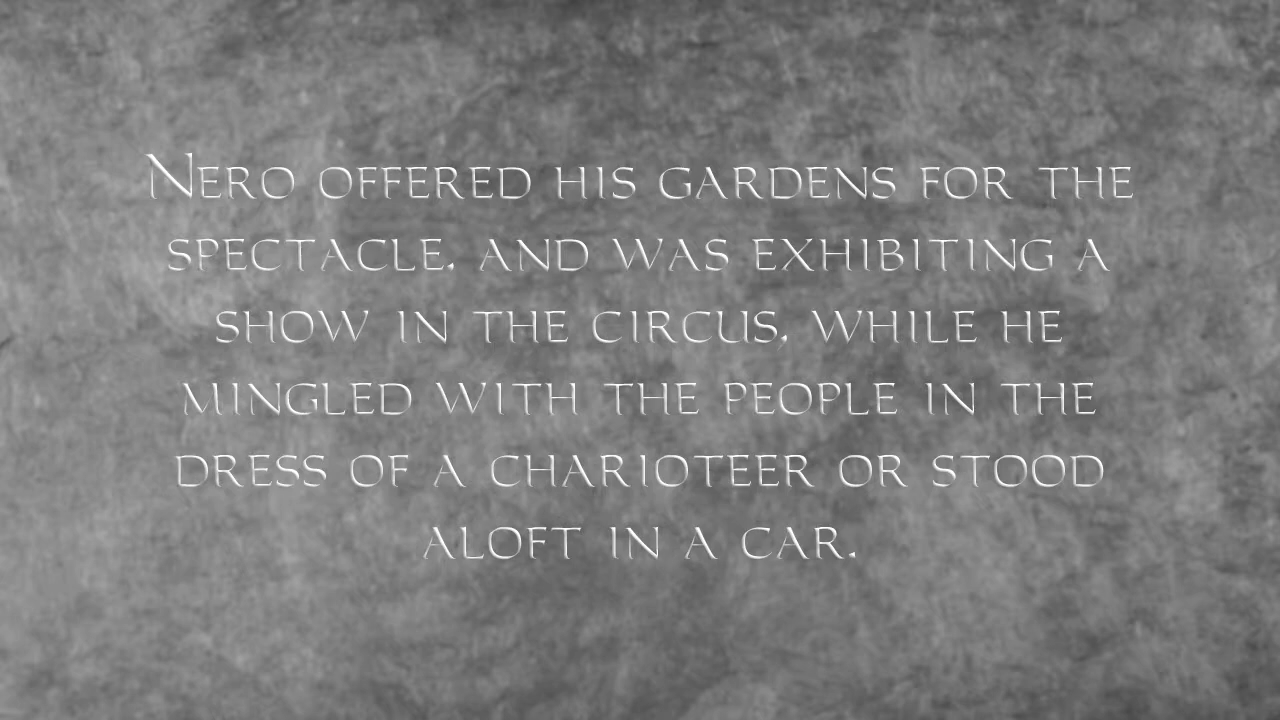 Nero offered his gardens for the
spectacle, and was exhibiting a
show in the circus, while he
mingled with the people in the
dress of a charioteer or stood
aloft in a car.